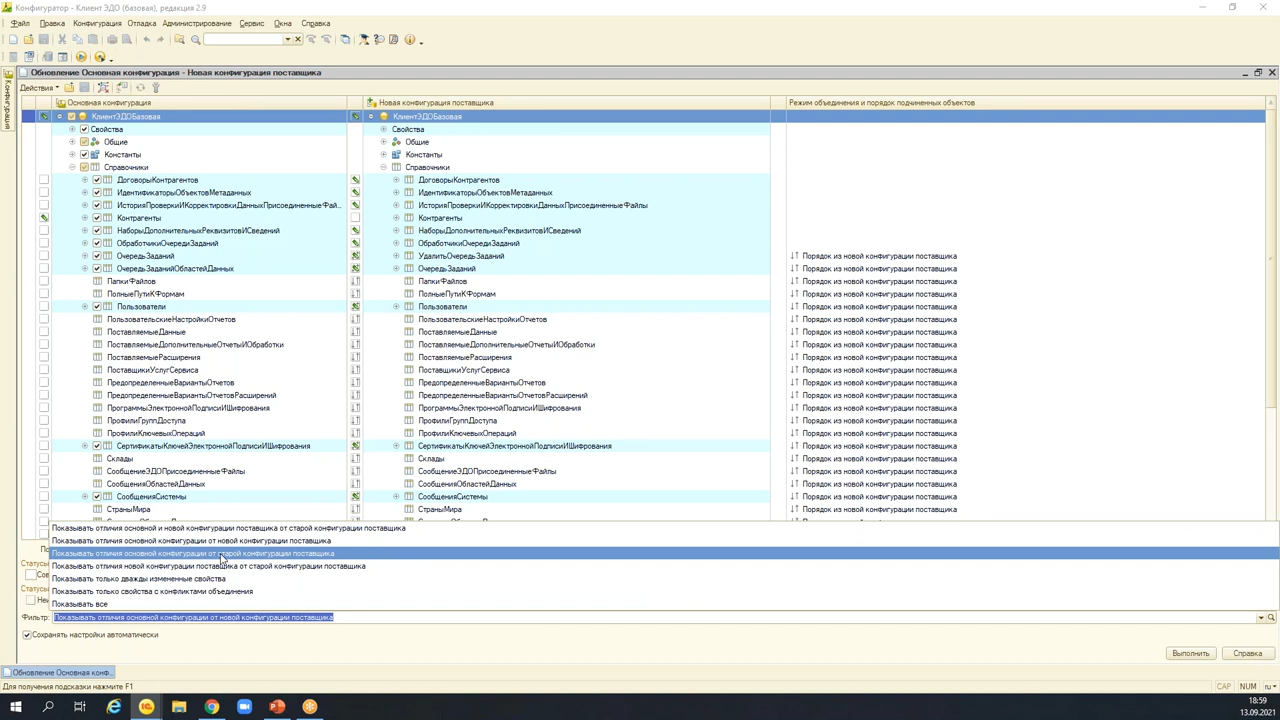 Конфигуратор - Клиент ЭДО (базовая), редакция 2.9
Файл Правка Конфигурация Отладка Администрирование Сервис Окна Справка
Обновление Основная конфигурация - Новая конфигурация поставщика
Действия
Конфигурация
Основная конфигурация Новая конфигурация поставщика Режим объединения и порядок подчиненных объектов
КлиентЭДОБазовая КлиентЭДОБазовая
Свойства Свойства
Общие Общие
Константы Константы
Справочники Справочники
ДоговорыКонтрагентов ДоговорыКонтрагентов
ИдентификаторыОбъектовМетаданных ИдентификаторыОбъектовМетаданных
ИсторияПроверкиИКорректировкиДанныхПрисоединенныеФай... ИсторияПроверкиИКорректировкиДанныхПрисоединенныеФайлы
Контрагенты Контрагенты
НаборыДополнительныхРеквизитовИСведений НаборыДополнительныхРеквизитовИСведений
ОбработчикиОчередиЗаданий ОбработчикиОчередиЗаданий
ОчередьЗаданий УдалитьОчередьЗаданий Порядок из новой конфигурации поставщика
ОчередьЗаданийОбластейДанных ОчередьЗаданий Порядок из новой конфигурации поставщика
ПапкиФайлов ПапкиФайлов Порядок из новой конфигурации поставщика
ПолныеПутиКФормам ПолныеПутиКФормам Порядок из новой конфигурации поставщика
Пользователи Пользователи Порядок из новой конфигурации поставщика
ПользовательскиеНастройкиОтчетов ПользовательскиеНастройкиОтчетов Порядок из новой конфигурации поставщика
ПоставляемыеДанные ПоставляемыеДанные Порядок из новой конфигурации поставщика
ПоставляемыеДополнительныеОтчетыИОбработки ПоставляемыеДополнительныеОтчетыИОбработки Порядок из новой конфигурации поставщика
ПоставляемыеРасширения ПоставляемыеРасширения Порядок из новой конфигурации поставщика
ПоставщикиУслугСервиса ПоставщикиУслугСервиса Порядок из новой конфигурации поставщика
ПредопределенныеВариантыОтчетов ПредопределенныеВариантыОтчетов Порядок из новой конфигурации поставщика
ПредопределенныеВариантыОтчетовРасширений ПредопределенныеВариантыОтчетовРасширений Порядок из новой конфигурации поставщика
ПрограммыЭлектроннойПодписиИШифрования ПрограммыЭлектроннойПодписиИШифрования Порядок из новой конфигурации поставщика
ПрофилиГруппДоступа ПрофилиГруппДоступа Порядок из новой конфигурации поставщика
ПрофилиКлючевыхОпераций ПрофилиКлючевыхОпераций Порядок из новой конфигурации поставщика
СертификатыКлючейЭлектроннойПодписиИШифрования СертификатыКлючейЭлектроннойПодписиИШифрования Порядок из новой конфигурации поставщика
Склады Склады Порядок из новой конфигурации поставщика
СообщениеЭДОПрисоединенныеФайлы СообщениеЭДОПрисоединенныеФайлы Порядок из новой конфигурации поставщика
СообщенияОбластейДанных СообщенияОбластейДанных Порядок из новой конфигурации поставщика
СообщенияСистемы СообщенияСистемы Порядок из новой конфигурации поставщика
СтраныМира СтраныМира Порядок из новой конфигурации поставщика
Показывать отличия основной и новой конфигурации поставщика от старой конфигурации поставщика
Показывать отличия основной конфигурации от новой конфигурации поставщика
Показывать отличия основной конфигурации от старой конфигурации поставщика
Показывать отличия новой конфигурации поставщика от старой конфигурации поставщика
Показывать только дважды измененные свойства
Показывать только свойства с конфликтами объединения
Показывать все
Фильтр: Показывать отличия основной конфигурации от новой конфигурации поставщика
Сохранять настройки автоматически
Выполнить Справка
Обновление Основная конф...
Для получения подсказки нажмите F1 CAP NUM ru
18:59
13.09.2021